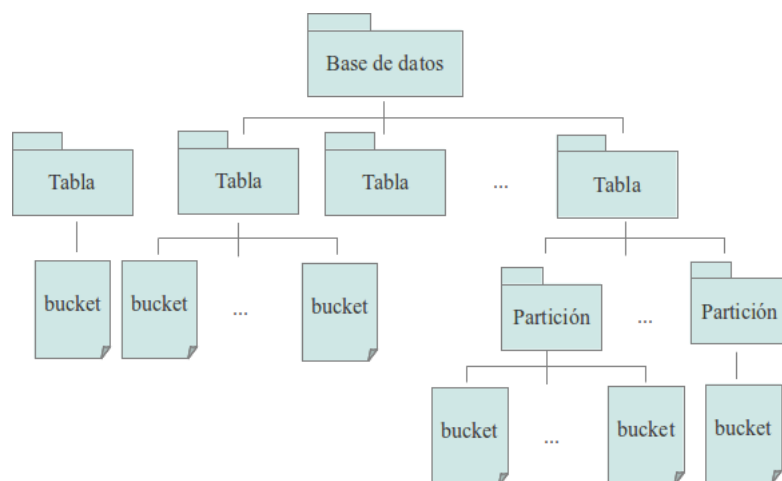 Base de datos
Tabla
Tabla
Tabla
...
Tabla
bucket
bucket
...
bucket
Partición
...
Partición
bucket
...
bucket
bucket